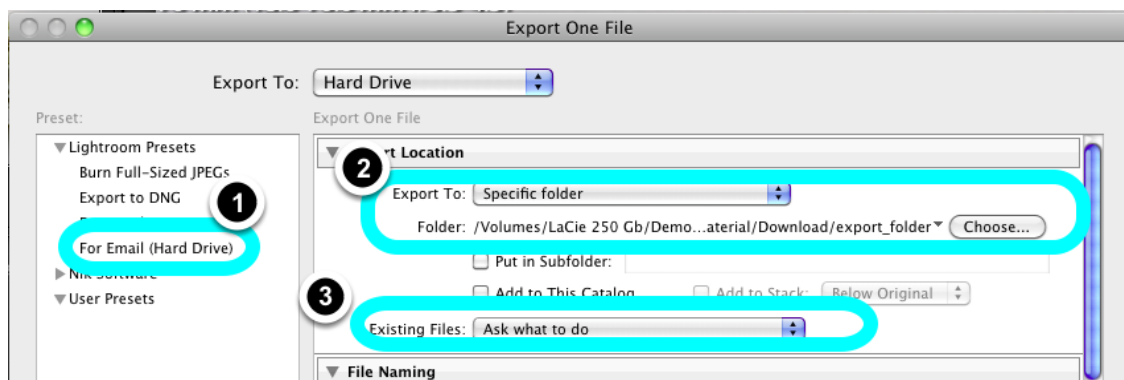 Export One File
Export To: Hard Drive
Preset:
Export One File
Lightroom Presets
Burn Full-Sized JPEGs
Export to DNG
For Email (Hard Drive)
Nik Software
User Presets
Location
Export To: Specific folder
Folder: /Volumes/LaCie 250 Gb/Demo...aterial/Download/export_folder Choose...
Put in Subfolder:
Add to This Catalog Add to Stack: Below Original
Existing Files: Ask what to do
File Naming
1
2
3